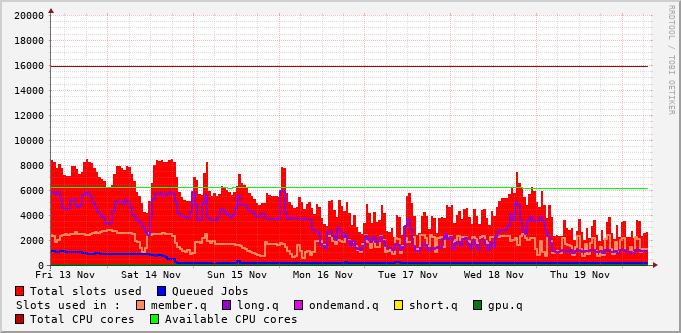 20000
18000
16000
14000
12000
10000
8000
6000
4000
2000
0
Fri 13 Nov Sat 14 Nov Sun 15 Nov Mon 16 Nov Tue 17 Nov Wed 18 Nov Thu 19 Nov
Total slots used Queued Jobs
Slots used in : member.q long.q ondemand.q short.q gpu.q
Total CPU cores Available CPU cores
RRDTOOL / TOBI OETIKER